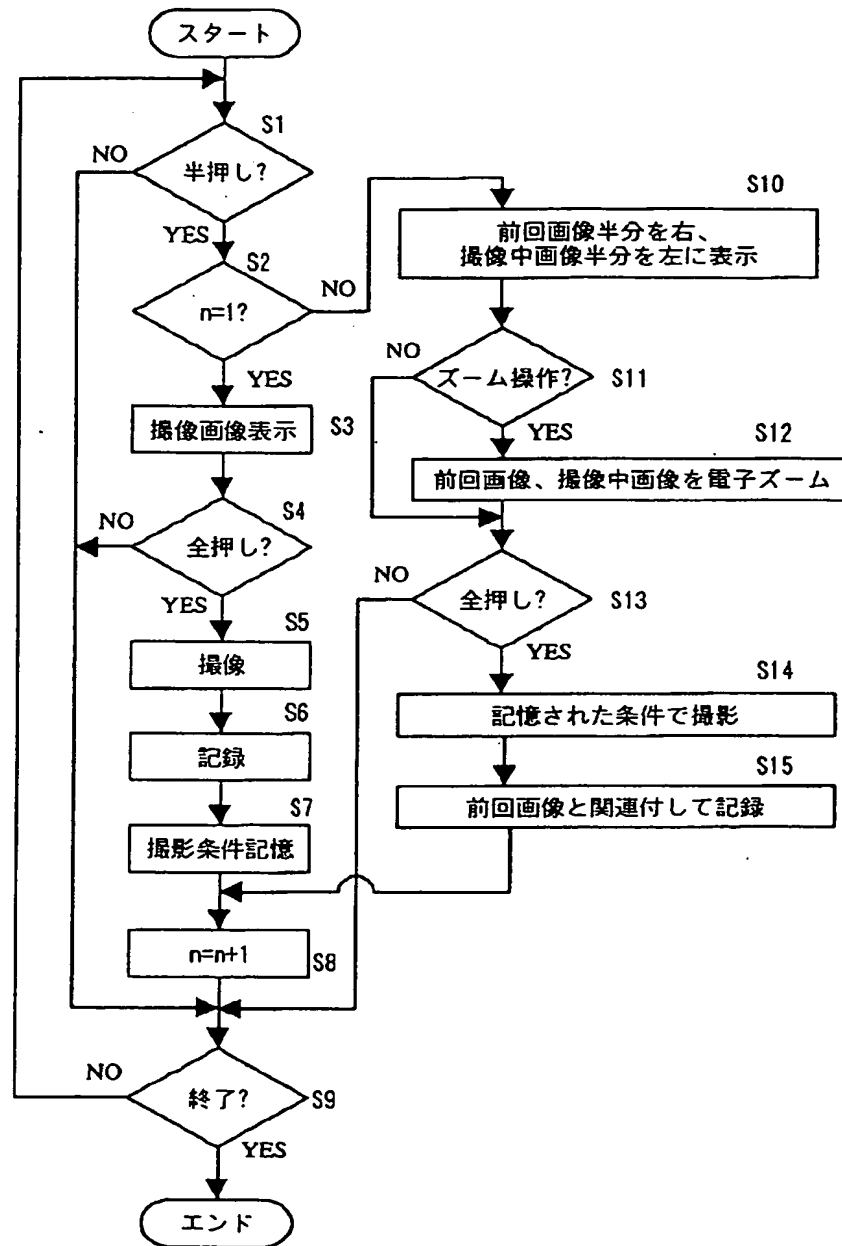 スタート
S1
半押し?
NO
YES
S2
n=1?
NO
YES
撮像画像表示
S3
S4
全押し?
NO
YES
S5
撮像
S6
記録
S7
撮影条件記憶
n=n+1
S8
終了?
S9
NO
YES
エンド
S10
前回画像半分を右、
撮像中画像半分を左に表示
NO
ズーム操作?
S11
YES
S12
前回画像、撮像中画像を電子ズーム
NO
全押し?
S13
YES
S14
記憶された条件で撮影
S15
前回画像と関連付して記録